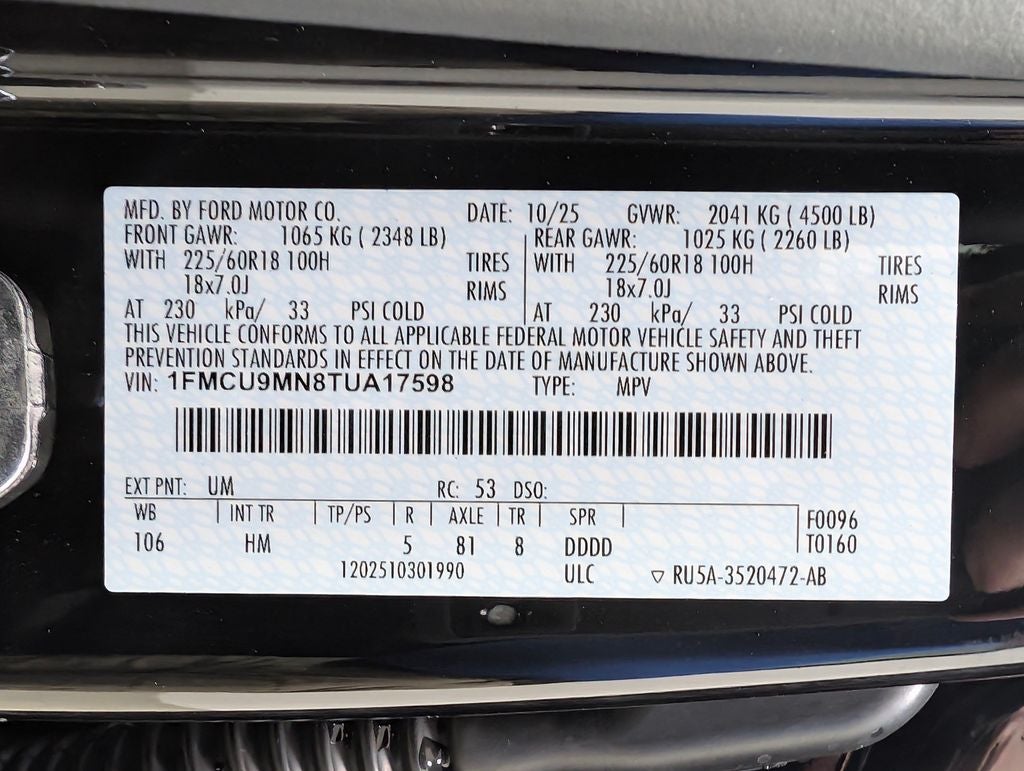 MFD. BY FORD MOTOR CO. DATE: 10/25 GVWR: 2041 KG ( 4500 LB)
FRONT GAWR: 1065 KG ( 2348 LB) REAR GAWR: 1025 KG ( 2260 LB)
WITH 225/60R18 100H TIRES WITH 225/60R18 100H TIRES
18x7.0J RIMS 18x7.0J RIMS
AT 230 kPa/ 33 PSI COLD AT 230 kPa/ 33 PSI COLD
THIS VEHICLE CONFORMS TO ALL APPLICABLE FEDERAL MOTOR VEHICLE SAFETY AND THEFT
PREVENTION STANDARDS IN EFFECT ON THE DATE OF MANUFACTURE SHOWN ABOVE.
VIN: 1FMCU9MN8TUA17598 TYPE: MPV
EXT PNT: UM RC: 53 DSO:
WB INT TR TP/PS R AXLE TR SPR F0096
106 HM 5 81 8 DDDD T0160
1202510301990 ULC RU5A-3520472-AB